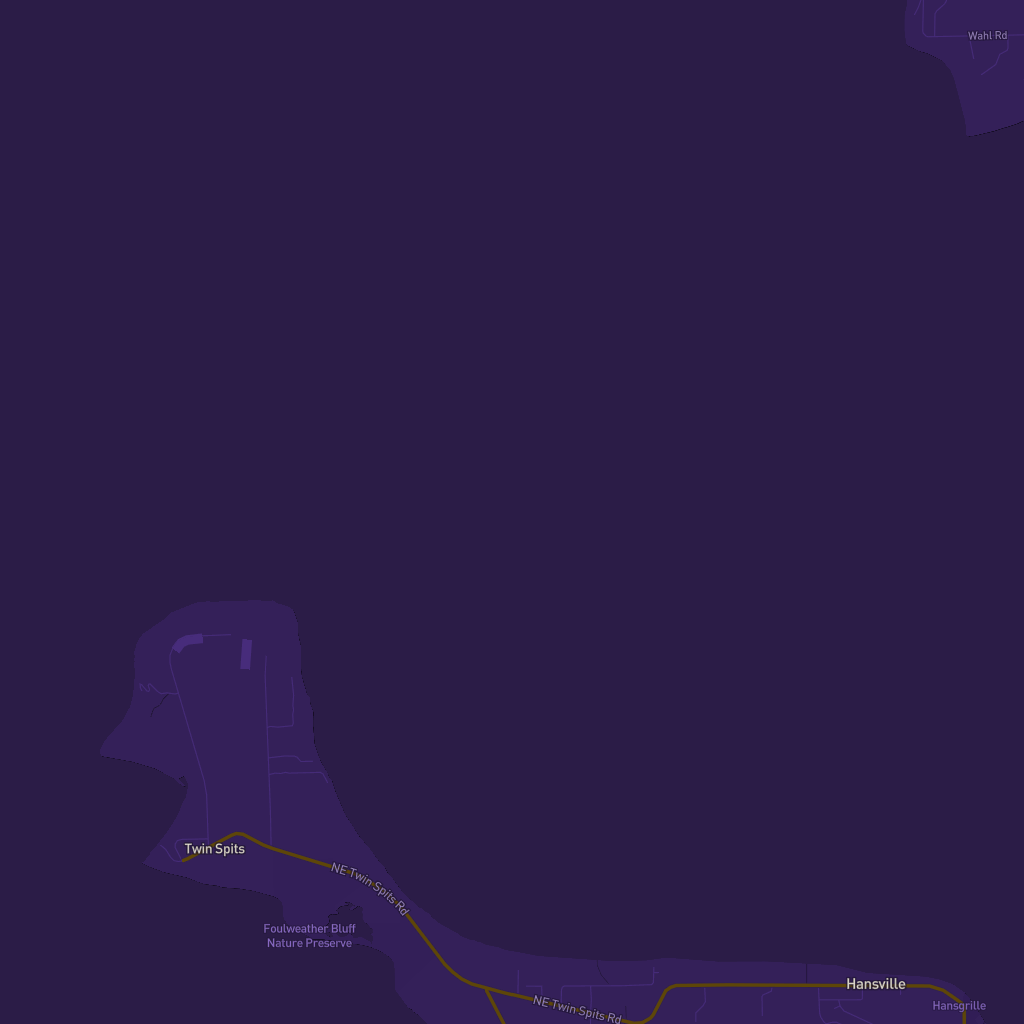 Wahl Rd
Twin Spits
NE Twin Spits Rd
Foulweather Bluff
Nature Preserve
Hansville
NE Twin Spits Rd
Hansgrille